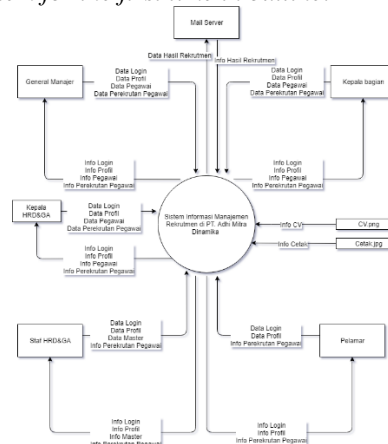 Mail Server
Data Hasil Rekrutmen
Info Hasil Rekrutmen
General Manajer
Data Login
Data Profil
Data Pegawai
Data Perekrutan Pegawai
Data Login
Data Profil
Data Pegawai
Data Perekrutan Pegawai
Kepala bagian
Info Login
Info Profil
Info Pegawai
Info Perekrutan Pegawai
Info Login
Info Profil
Info Pegawai
Info Perekrutan Pegawai
Kepala
HRD&GA
Data Login
Data Profil
Data Pegawai
Data Perekrutan Pegawai
Sistem Informasi Manajemen
Rekrutmen di PT. Adhi Mitra
Dinamika
Info CV
CV.png
Info Cetak
Cetak.jpg
Info Login
Info Profil
Info Pegawai
Info Perekrutan Pegawai
Staf HRD&GA
Data Login
Data Profil
Data Master
Info Perekrutan Pegawai
Data Login
Data Profil
Info Perekrutan Pegawai
Pelamar
Info Login
Info Profil
Info Master
Info Perekrutan Pegawai
Info Login
Info Profil
Info Perekrutan Pegawai